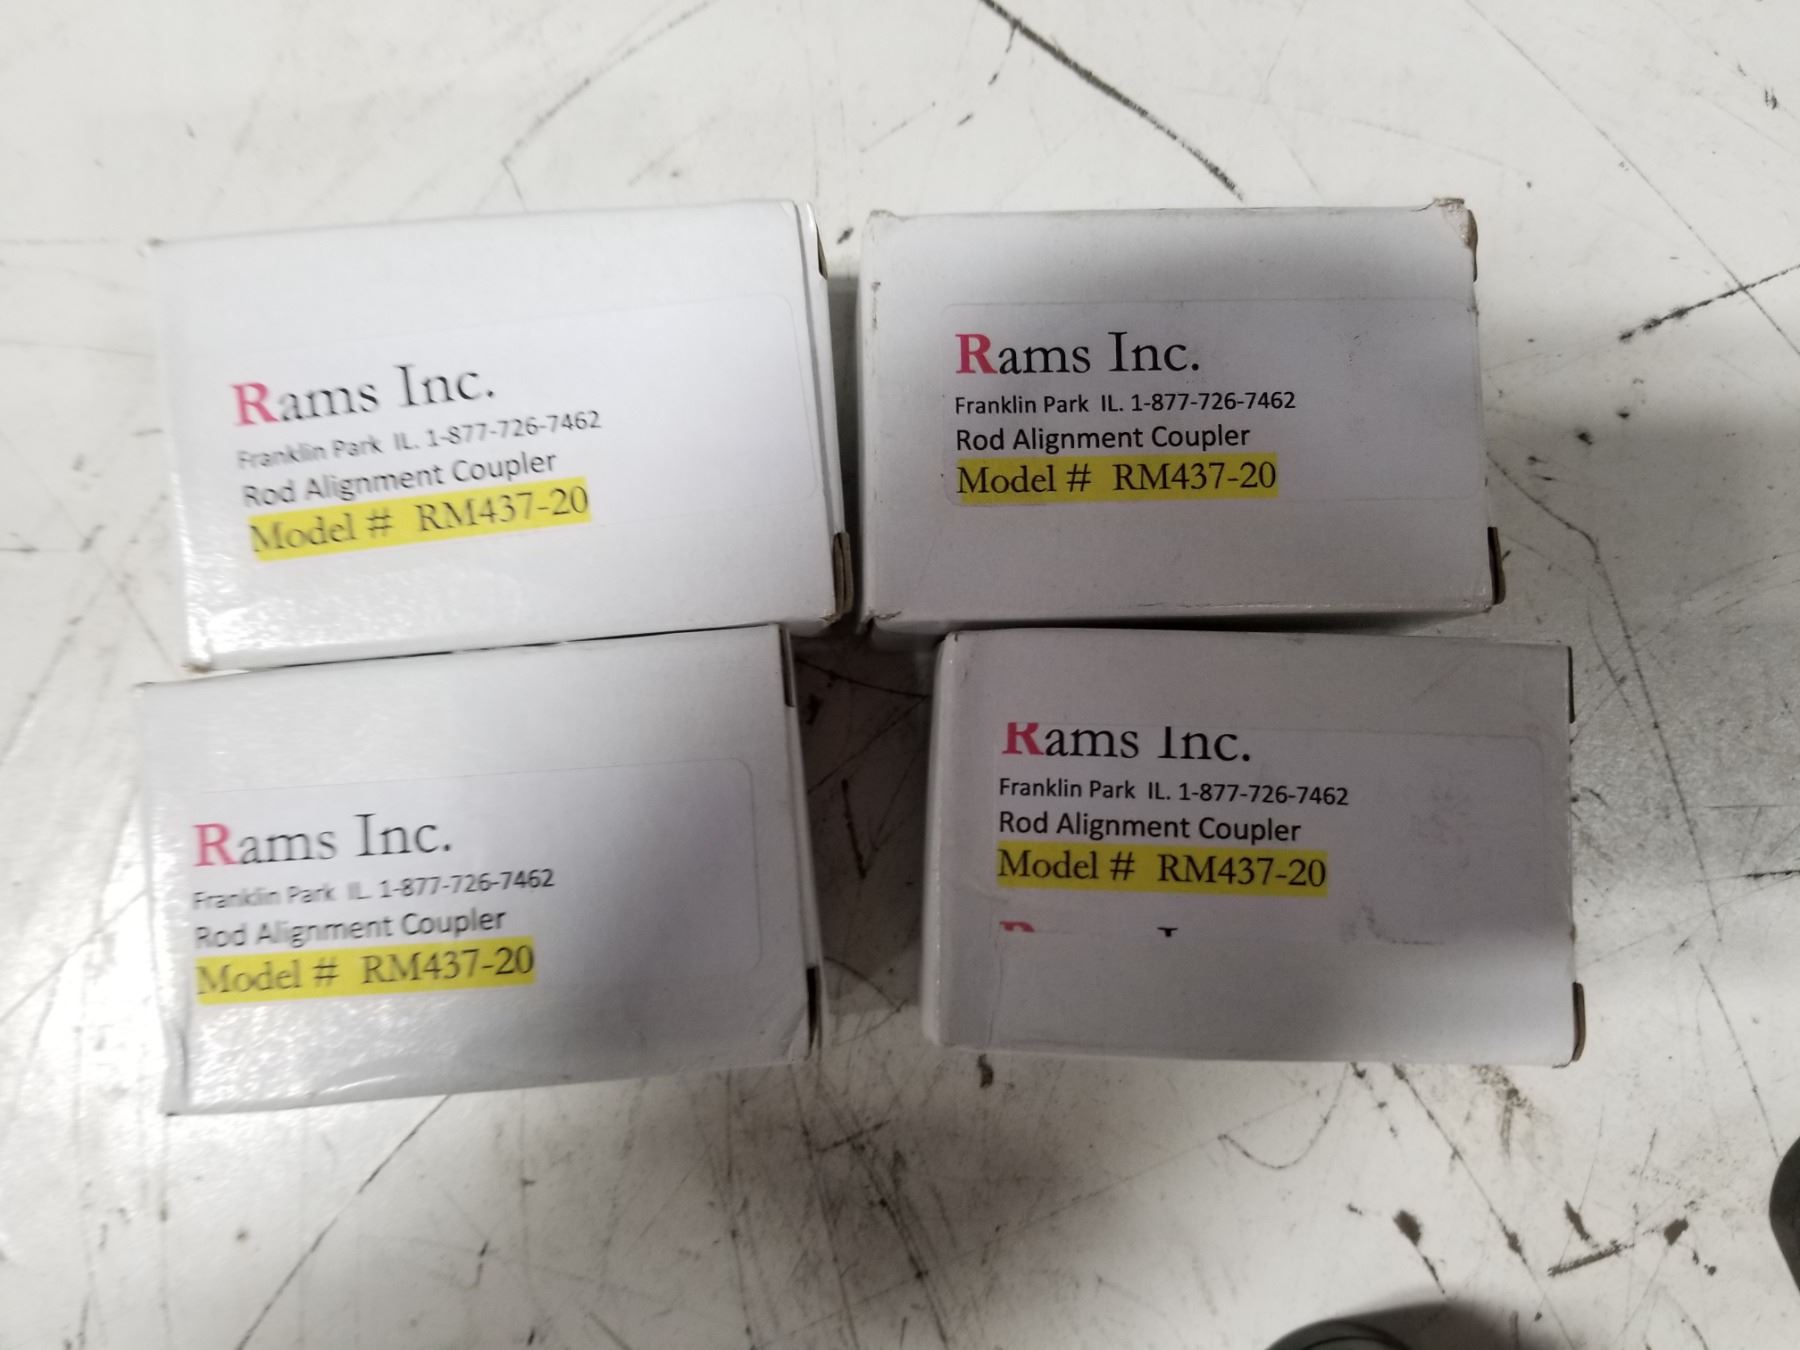 Rams Inc.
Franklin Park IL. 1-877-726-7462
Rod Alignment Coupler
Model # RM437-20
Rams Inc.
Franklin Park IL. 1-877-726-7462
Rod Alignment Coupler
Model # RM437-20
Rams Inc.
Franklin Park IL. 1-877-726-7462
Rod Alignment Coupler
Model # RM437-20
Rams Inc.
Franklin Park IL. 1-877-726-7462
Rod Alignment Coupler
Model # RM437-20